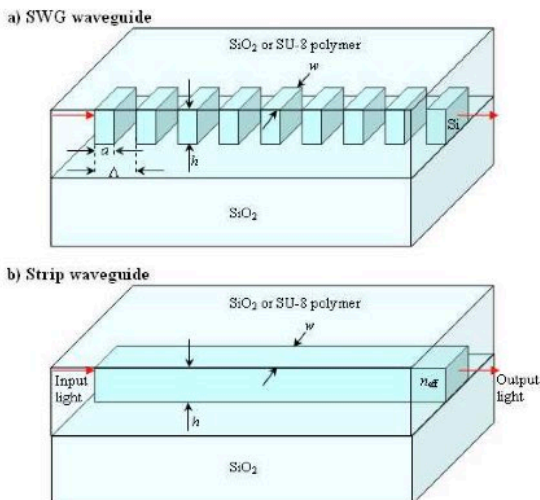 a) SWG waveguide
SiO2 or SU-8 polymer
w
Si
a
Λ
h
SiO2
b) Strip waveguide
SiO2 or SU-8 polymer
w
Input
light
neff
Output
light
h
SiO2